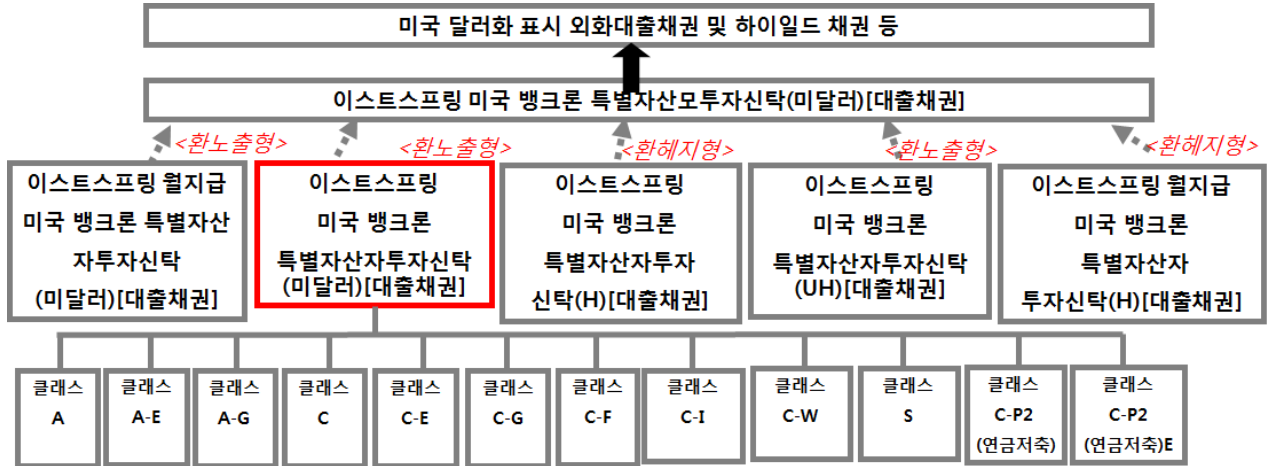 미국 달러화 표시 외화대출채권 및 하이일드 채권 등
이스트스프링 미국 뱅크론 특별자산모투자신탁(미달러)[대출채권]
<환노출형>
<환노출형>
<환헤지형>
<환노출형>
<환헤지형>
이스트스프링 월지급
미국 뱅크론 특별자산
자투자신탁
(미달러)[대출채권]
이스트스프링
미국 뱅크론
특별자산자투자신탁
(미달러)[대출채권]
이스트스프링
미국 뱅크론
특별자산자투자
신탁(H)[대출채권]
이스트스프링
미국 뱅크론
특별자산자투자신탁
(UH)[대출채권]
이스트스프링 월지급
미국 뱅크론
특별자산자
투자신탁(H)[대출채권]
클래스
A
클래스
A-E
클래스
A-G
클래스
C
클래스
C-E
클래스
C-G
클래스
C-F
클래스
C-I
클래스
C-W
클래스
S
클래스
C-P2
(연금저축)
클래스
C-P2
(연금저축)E